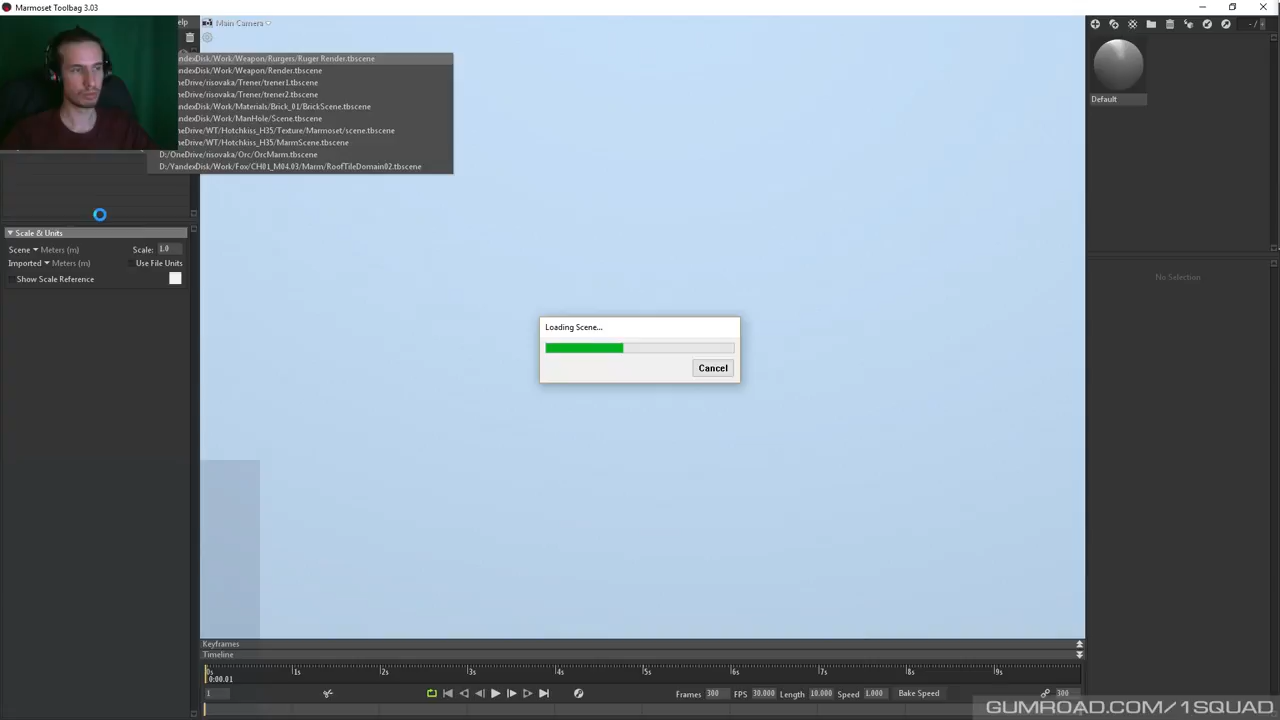 Marmoset Toolbag 3.03
Main Camera
ndexDisk/Work/Weapon/Rurgers/Ruger Render.tbscene
ndexDisk/Work/Weapon/Render.tbscene
neDrive/risovaka/Trener/trener1.tbscene
neDrive/risovaka/Trener/trener2.tbscene
ndexDisk/Work/Materials/Brick_01/BrickScene.tbscene
ndexDisk/Work/ManHole/Scene.tbscene
neDrive/WT/Hotchkiss_H35/Texture/Marmoset/scene.tbscene
neDrive/WT/Hotchkiss_H35/MarmScene.tbscene
D:/OneDrive/risovaka/Orc/OrcMarm.tbscene
D:/YandexDisk/Work/Fox/CH01_M04.03/Marm/RoofTileDomain02.tbscene
Default
Scale & Units
Scene Meters (m) Scale: 1.0
Imported Meters (m) Use File Units
Show Scale Reference
No Selection
Loading Scene...
Cancel
Keyframes
Timeline
0s 1s 2s 3s 4s 5s 6s 7s 8s 9s
0:00.01
1 Frames 300 FPS 30.000 Length 10.000 Speed 1.000 Bake Speed 300
GUMROAD.COM/1SQUAD